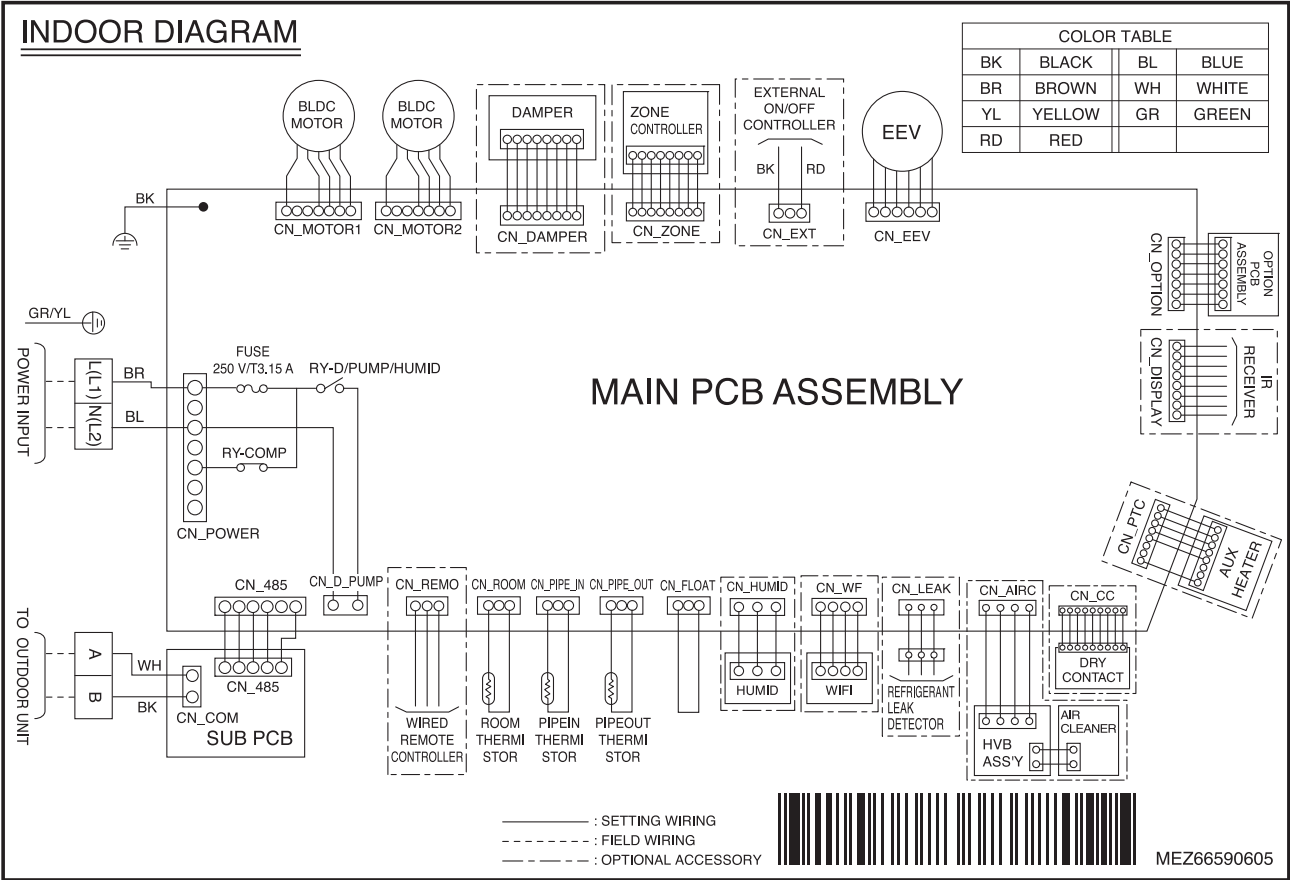 INDOOR DIAGRAM
COLOR TABLE
BK BLACK BL BLUE
BR BROWN WH WHITE
YL YELLOW GR GREEN
RD RED
BLDC
MOTOR
CN_MOTOR1
BLDC
MOTOR
CN_MOTOR2
DAMPER
CN_DAMPER
ZONE
CONTROLLER
CN_ZONE
EXTERNAL
ON/OFF
CONTROLLER
BK RD
CN_EXT
EEV
CN_EEV
BK
CN_OPTION
OPTION
PCB
ASSEMBLY
CN_DISPLAY
IR
RECEIVER
GR/YL
POWER INPUT
L(L1) N(L2)
BR
BL
FUSE
250 V/T3.15 A
RY-D/PUMP/HUMID
RY-COMP
CN_POWER
MAIN PCB ASSEMBLY
CN_PTC
AUX
HEATER
TO OUTDOOR UNIT
A
B
WH
BK
CN_485
CN_485
CN_COM
SUB PCB
CN_D_PUMP
CN_REMO
WIRED
REMOTE
CONTROLLER
CN_ROOM
ROOM
THERMI
STOR
CN_PIPE_IN
PIPEIN
THERMI
STOR
CN_PIPE_OUT
PIPEOUT
THERMI
STOR
CN_FLOAT
CN_HUMID
HUMID
CN_WF
WIFI
CN_LEAK
REFRIGERANT
LEAK
DETECTOR
CN_AIRC
HVB
ASS'Y
AIR
CLEANER
CN_CC
DRY
CONTACT
: SETTING WIRING
: FIELD WIRING
: OPTIONAL ACCESSORY
MEZ66590605